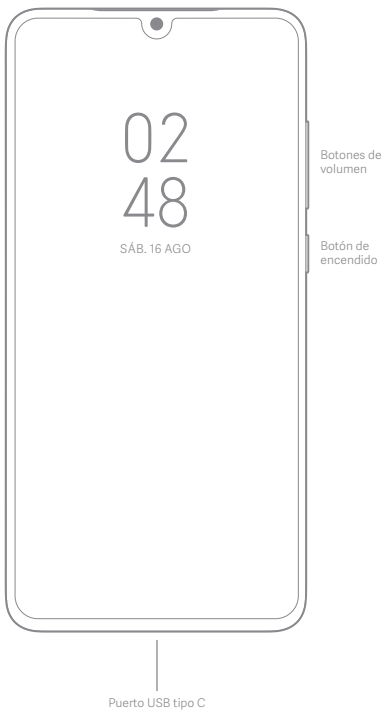 02
48
SÁB. 16 AGO
Botones de
volumen
Botón de
encendido
Puerto USB tipo C